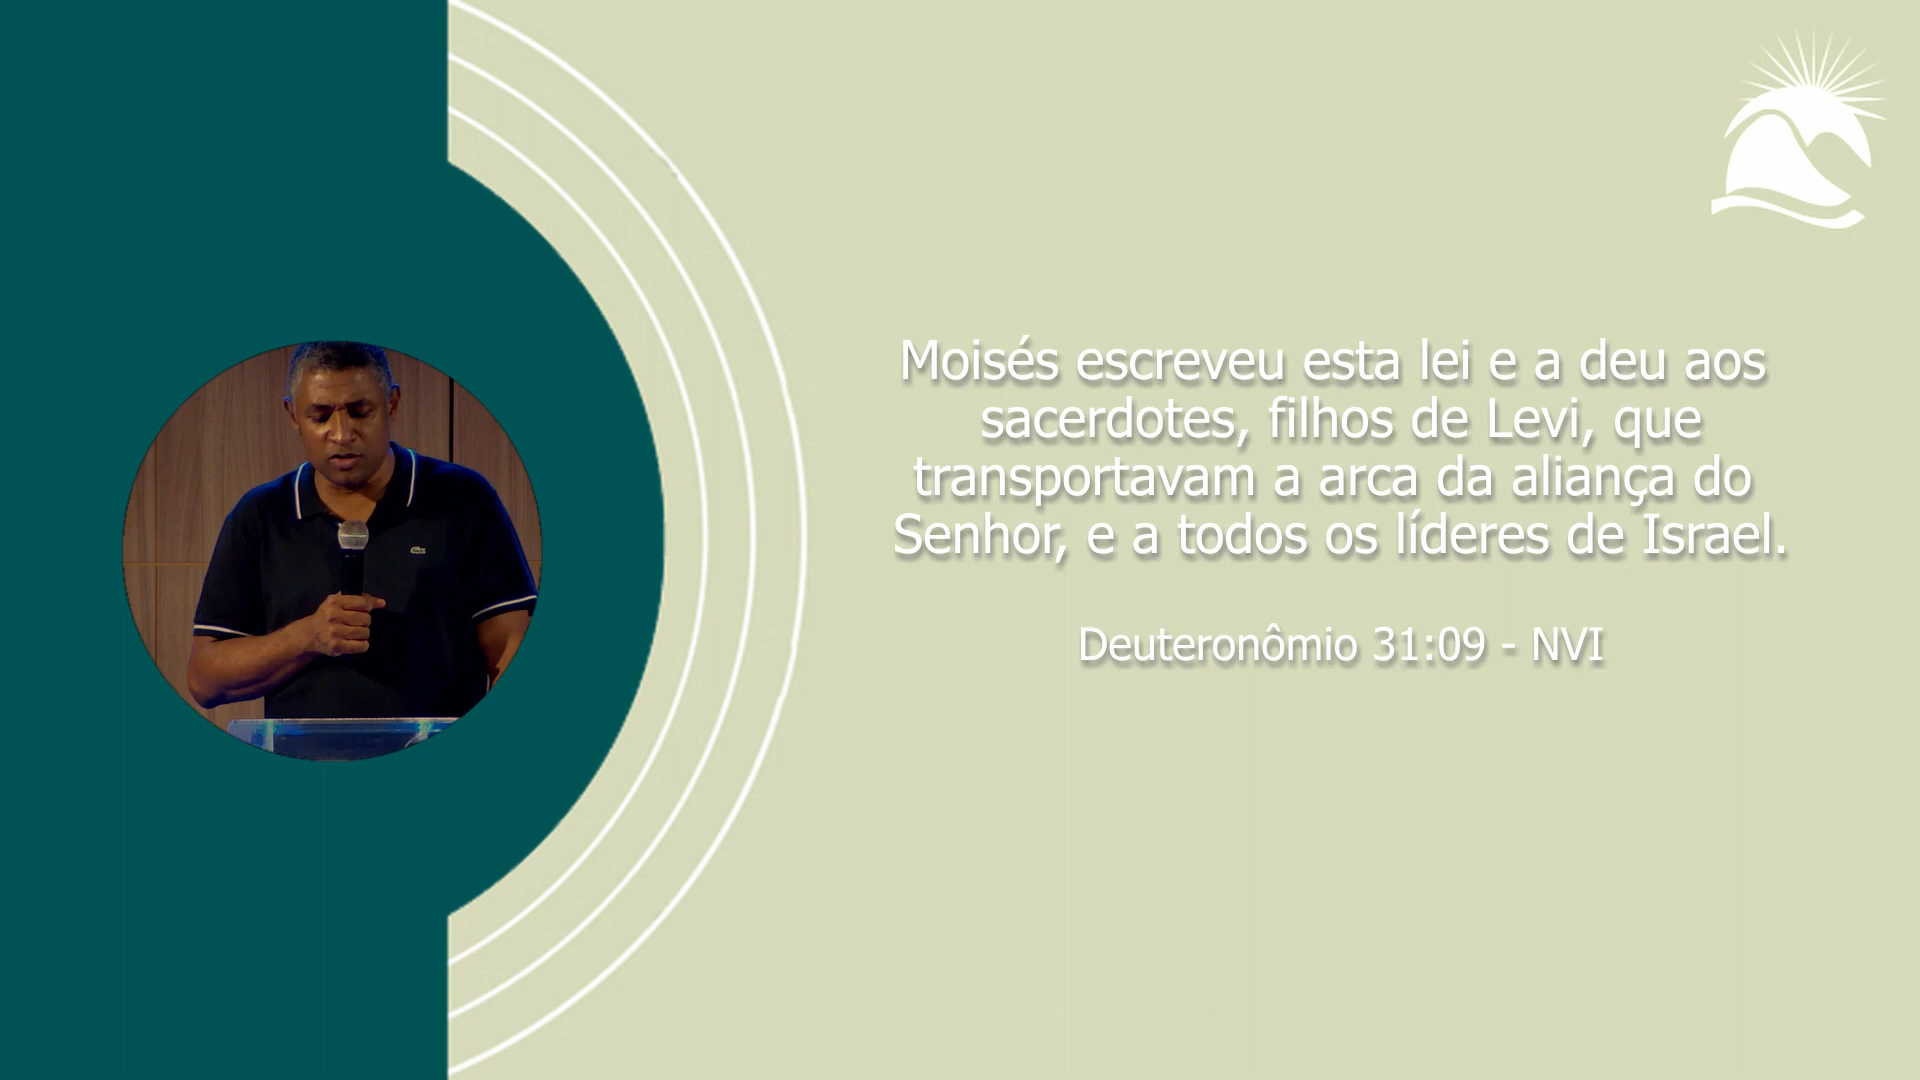 Moisés escreveu esta lei e a deu aos
sacerdotes, filhos de Levi, que
transportavam a arca da aliança do
Senhor, e a todos os líderes de Israel.
Deuteronômio 31:09 - NVI